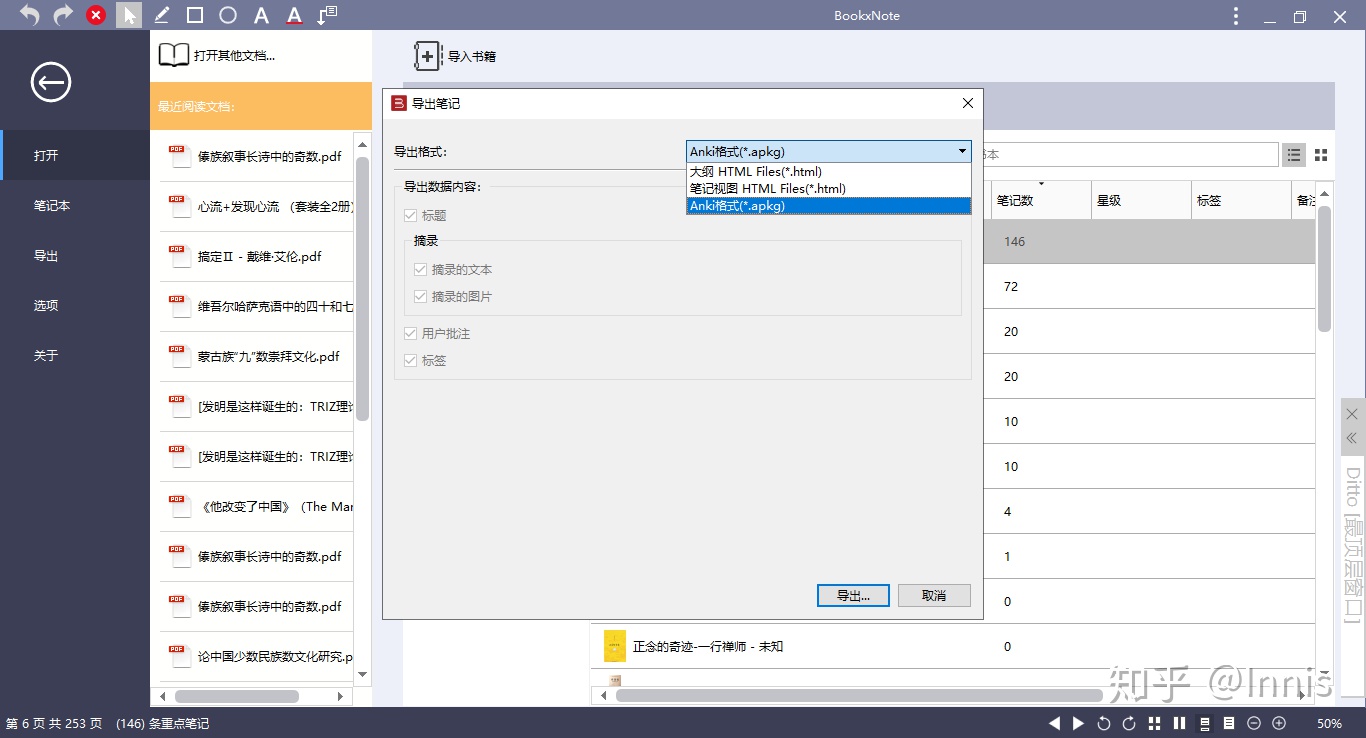 BookxNote
打开其他文档...
导入书籍
最近阅读文档:
打开
笔记本
导出
选项
关于
傣族叙事长诗中的奇数.pdf
心流+发现心流 （套装全2册）
搞定Ⅱ - 戴维·艾伦.pdf
维吾尔哈萨克语中的四十和七
蒙古族“九”数崇拜文化.pdf
[发明是这样诞生的：TRIZ理论
[发明是这样诞生的：TRIZ理论
《他改变了中国》（The Man
傣族叙事长诗中的奇数.pdf
傣族叙事长诗中的奇数.pdf
论中国少数民族数文化研究.p
导出笔记
导出格式:
Anki格式(*.apkg)
大纲 HTML Files(*.html)
笔记视图 HTML Files(*.html)
Anki格式(*.apkg)
导出数据内容:
标题
摘录
摘录的文本
摘录的图片
用户批注
标签
导出...
取消
书本
笔记数
星级
标签
备注
146
72
20
20
10
10
4
1
0
正念的奇迹-一行禅师 - 未知
0
Ditto [最顶层窗口]
知乎 @Innis
第 6 页 共 253 页
(146) 条重点笔记
50%